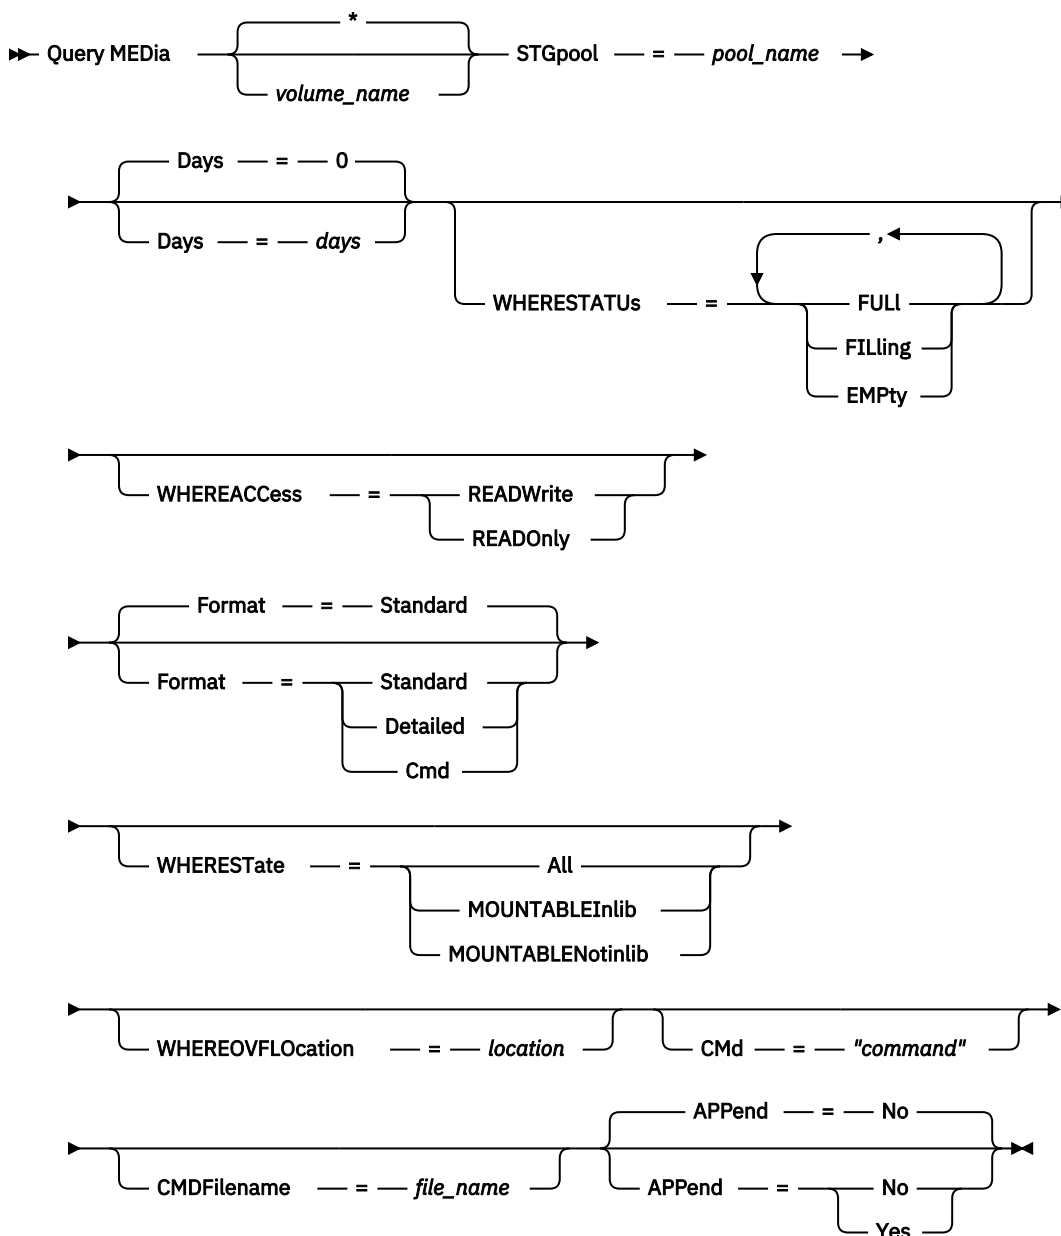 *
Query MEDia STGpool = pool_name
volume_name
Days = 0
Days = days
,
WHERESTATUs = FULl
FILling
EMPty
WHEREACCess = READWrite
READOnly
Format = Standard
Format = Standard
Detailed
Cmd
WHERESTate = All
MOUNTABLEInlib
MOUNTABLENotinlib
WHEREOVFLOcation = location CMd = "command"
APPend = No
CMDFilename = file_name APPend = No
Yes